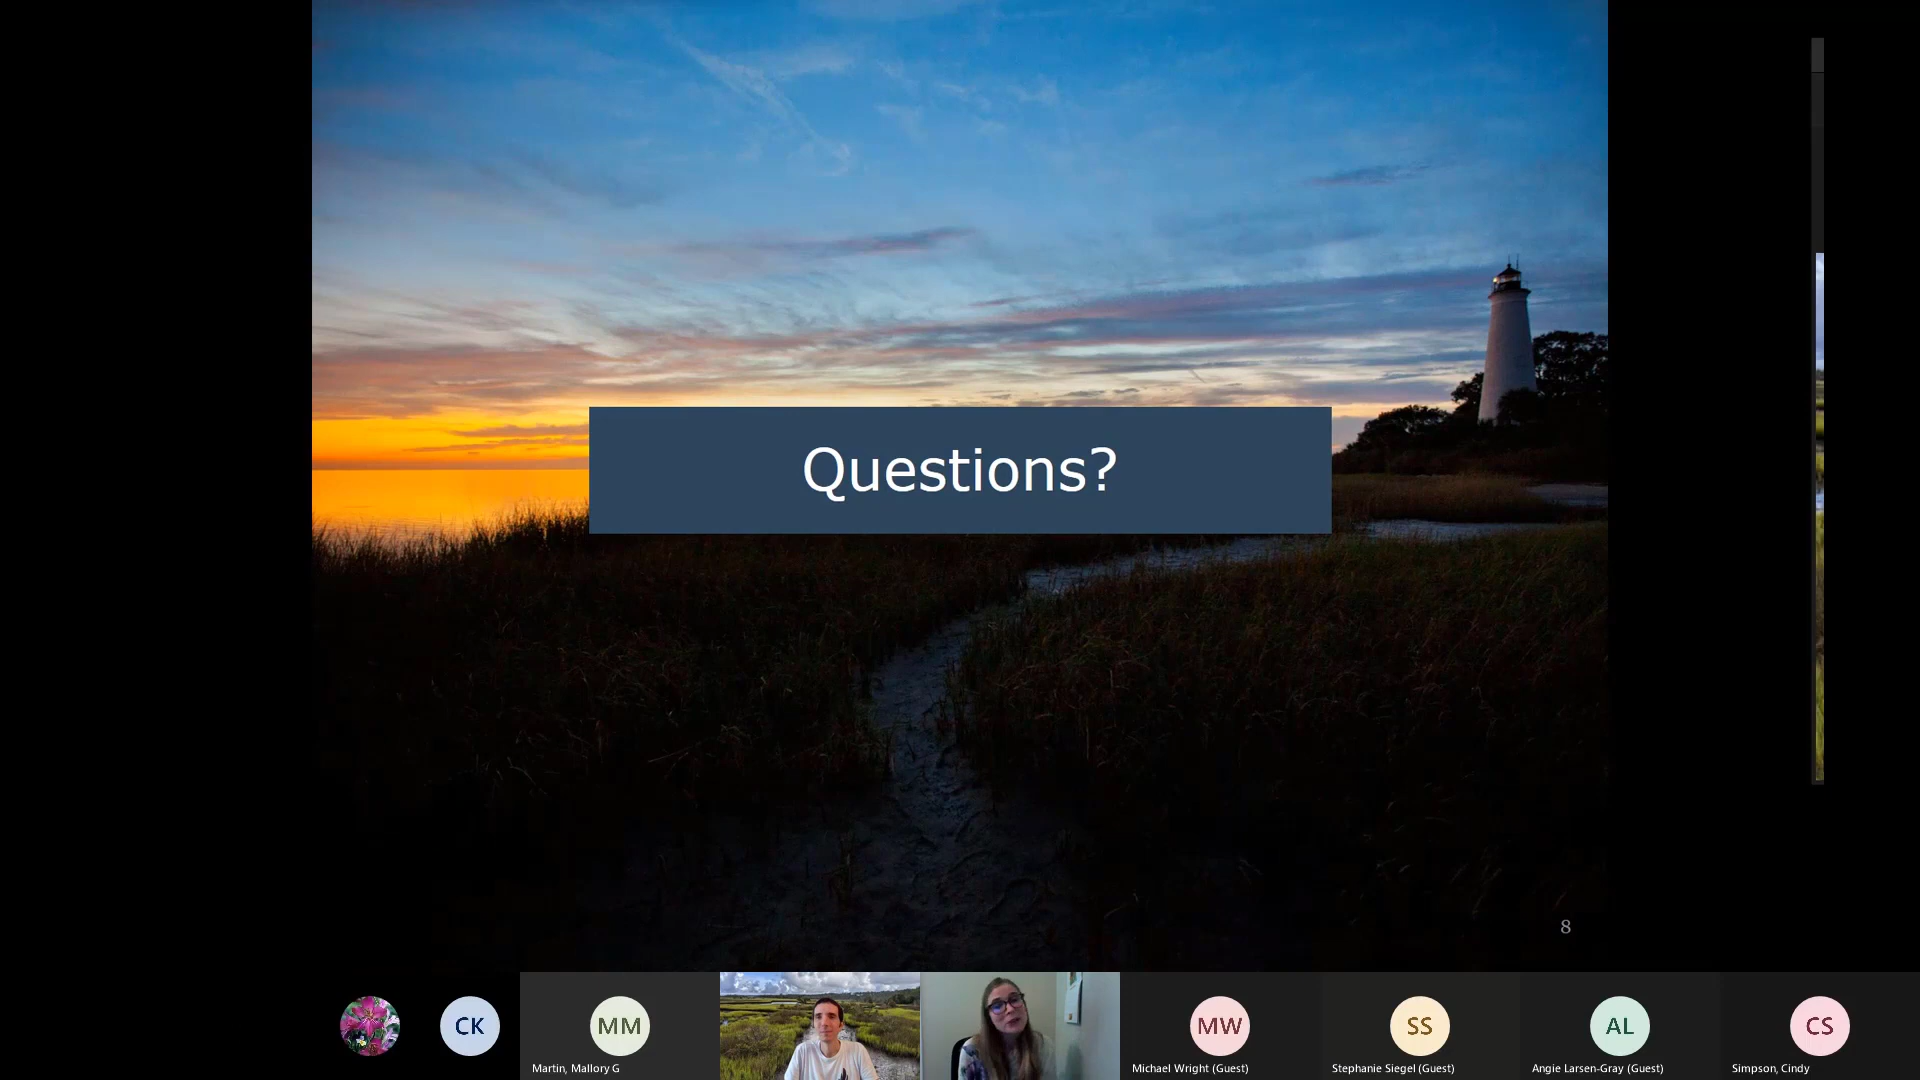 Questions?
8
CK
MM
MW
SS
AL
CS
Martin, Mallory G
Michael Wright (Guest)
Stephanie Siegel (Guest)
Angie Larsen-Gray (Guest)
Simpson, Cindy